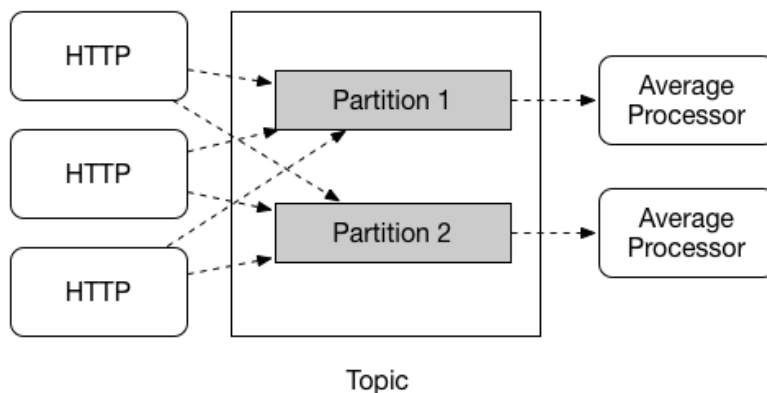 HTTP
HTTP
HTTP
Partition 1
Partition 2
Average
Processor
Average
Processor
Topic